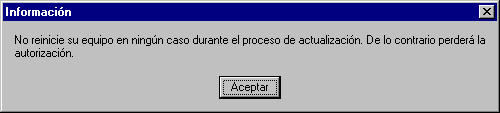 Información
No reinicie su equipo en ningún caso durante el proceso de actualización. De lo contrario perderá la
autorización.
Aceptar